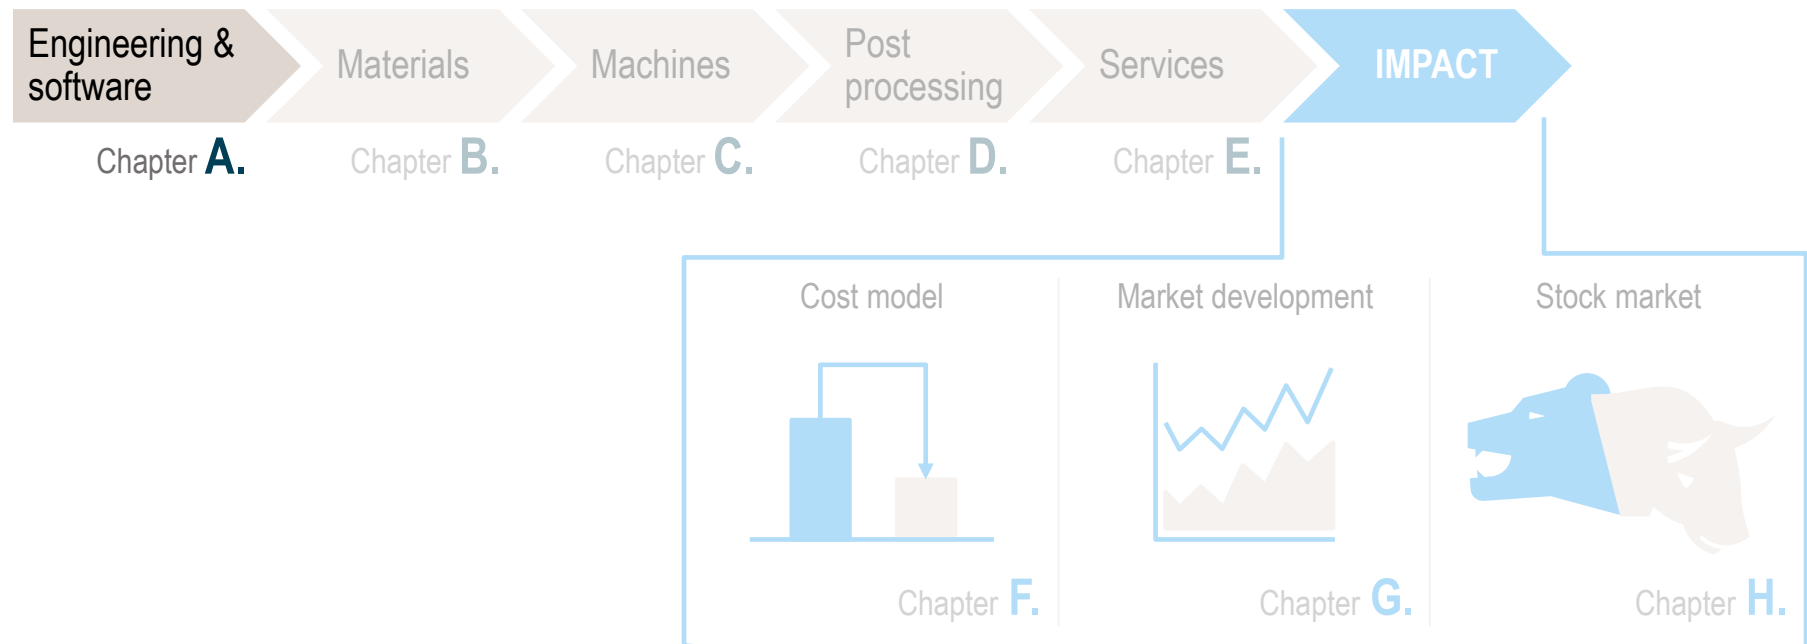 Engineering &
software
Materials
Machines
Post
processing
Services
IMPACT
Chapter A.
Chapter B.
Chapter C.
Chapter D.
Chapter E.
Cost model
Market development
Stock market
Chapter F.
Chapter G.
Chapter H.